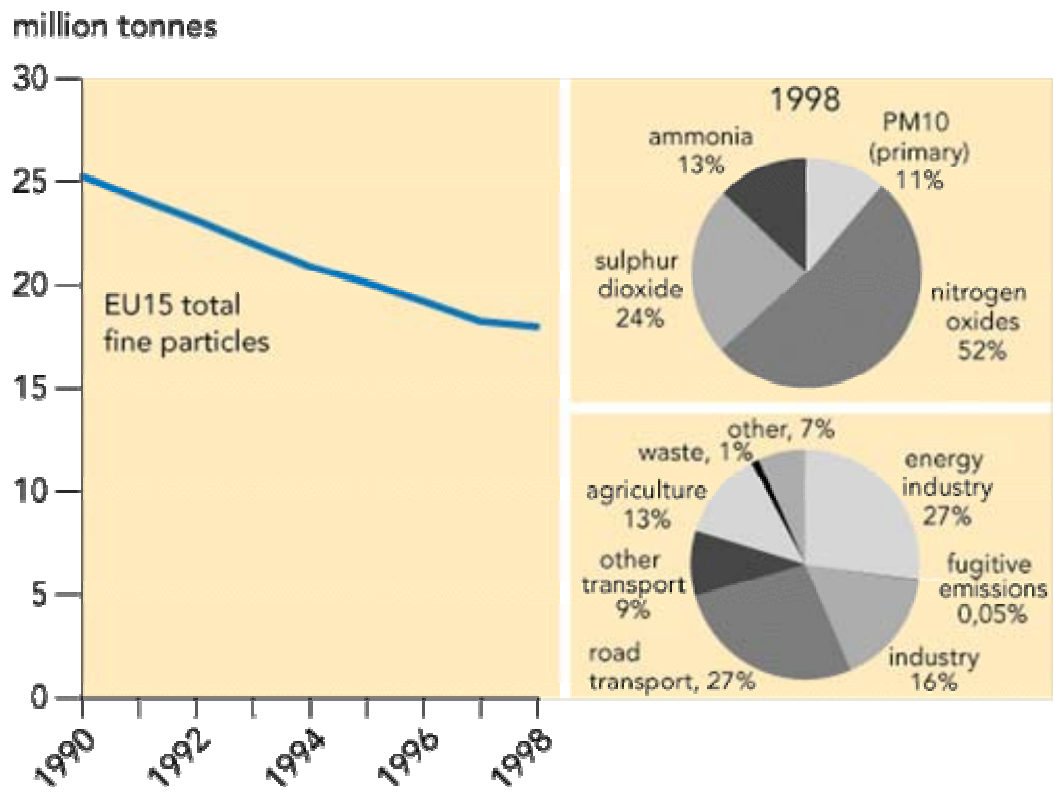 million tonnes
30
25
20
15
10
5
0
1990
1992
1994
1996
1998
EU15 total
fine particles
1998
PM10
(primary)
11%
ammonia
13%
sulphur
dioxide
24%
nitrogen
oxides
52%
other, 7%
waste, 1%
energy
industry
27%
agriculture
13%
fugitive
emissions
0,05%
other
transport
9%
road
transport, 27%
industry
16%